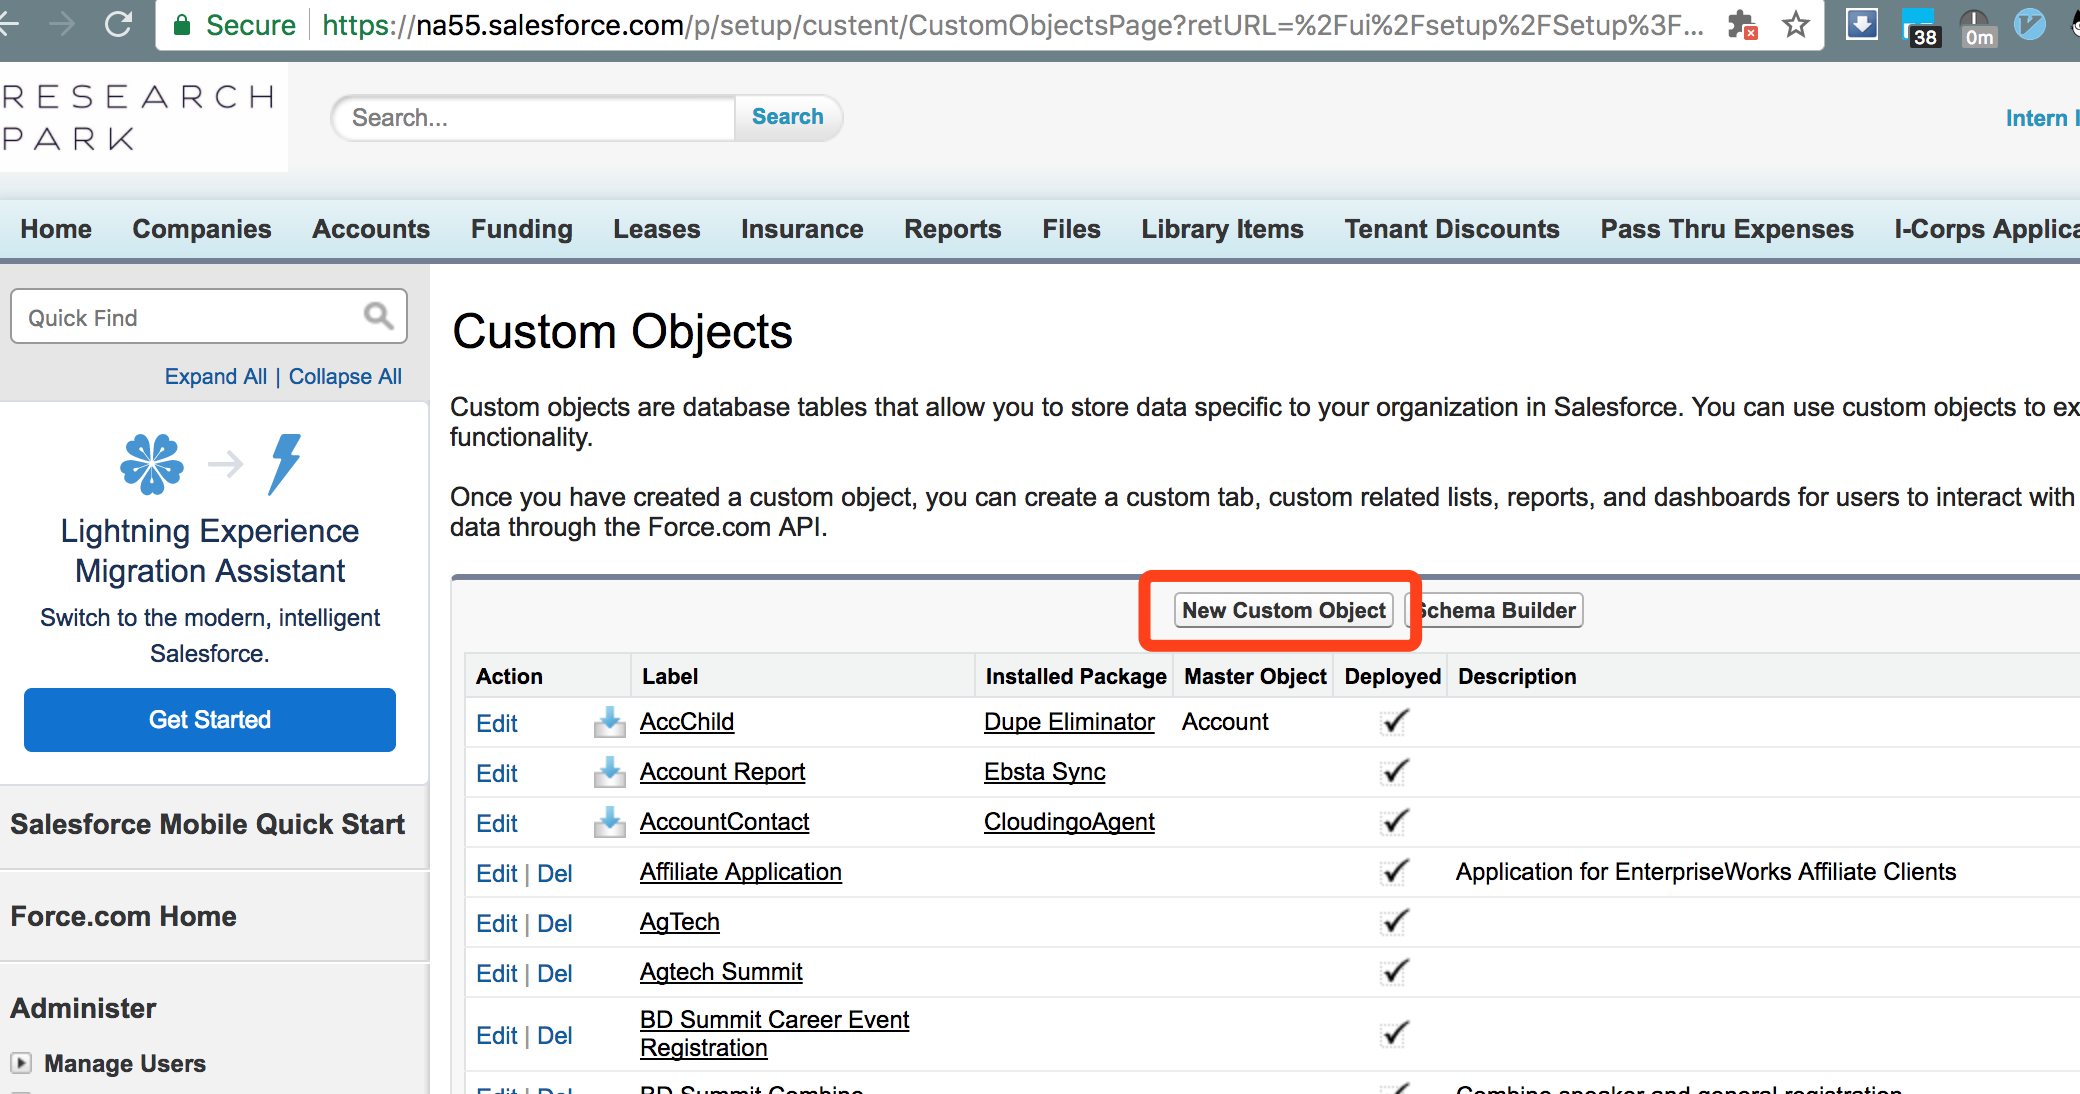 Secure https://na55.salesforce.com/p/setup/custent/CustomObjectsPage?retURL=%2Fui%2Fsetup%2FSetup%3F... 38 0m
RESEARCH
PARK
Search... Search Intern
Home Companies Accounts Funding Leases Insurance Reports Files Library Items Tenant Discounts Pass Thru Expenses I-Corps
Quick Find
Expand All | Collapse All
Lightning Experience
Migration Assistant
Switch to the modern, intelligent
Salesforce.
Get Started
Salesforce Mobile Quick Start
Force.com Home
Administer
Manage Users
Custom Objects
Custom objects are database tables that allow you to store data specific to your organization in Salesforce. You can use custom objects to
functionality.
Once you have created a custom object, you can create a custom tab, custom related lists, reports, and dashboards for users to interact with
data through the Force.com API.
New Custom Object Schema Builder
Action Label Installed Package Master Object Deployed Description
Edit AccChild Dupe Eliminator Account
Edit Account Report Ebsta Sync
Edit AccountContact CloudingoAgent
Edit | Del Affiliate Application Application for EnterpriseWorks Affiliate Clients
Edit | Del AgTech
Edit | Del Agtech Summit
Edit | Del BD Summit Career Event
Registration
Edit | Del BD Summit Combine Combine speaker and general registration